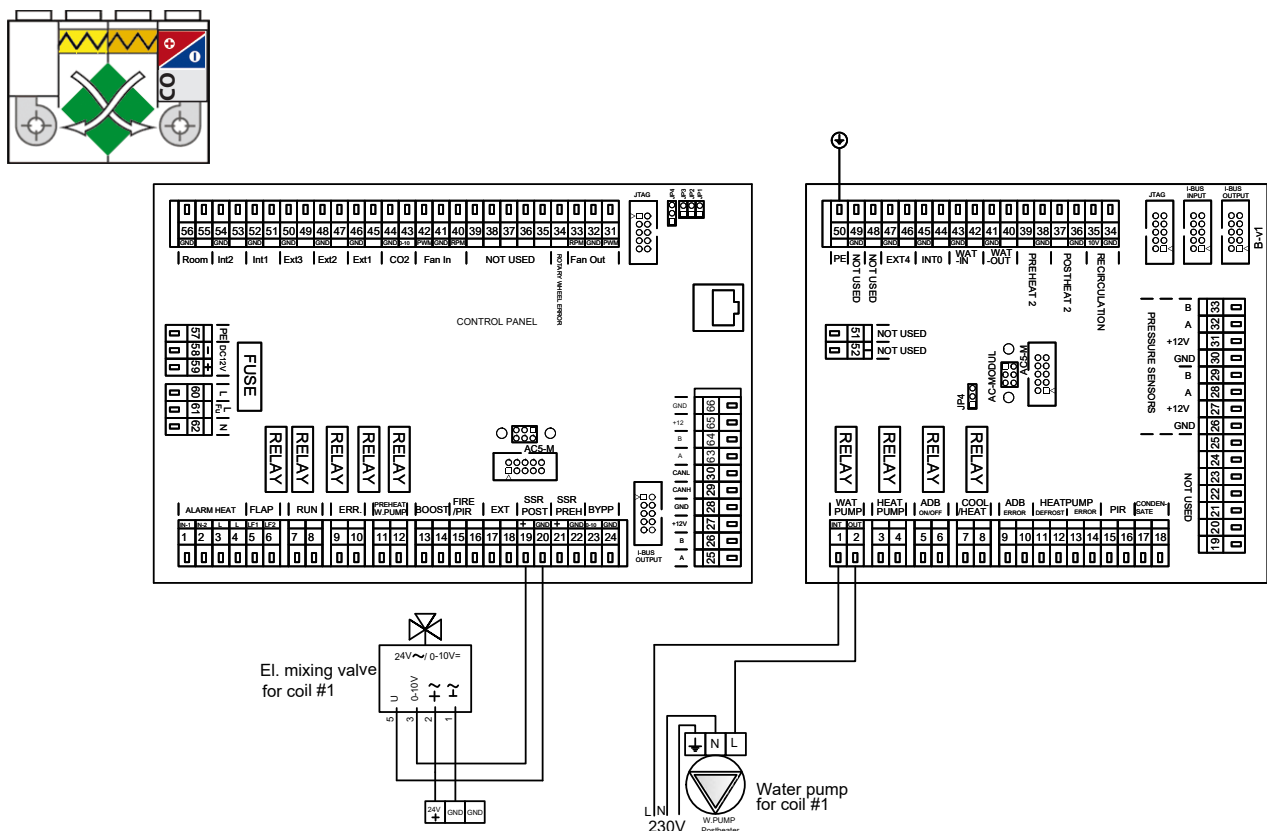 CO
JTAG
JP4
JP3
JP2
JP1
56 55 54 53 52 51 50 49 48 47 46 45 44 43 42 41 40 39 38 37 36 35 34 33 32 31
GND GND GND GND GND GND GND 0-10 PWM GND RPM RPM GND PWM
Room Int2 Int1 Ext3 Ext2 Ext1 CO2 Fan In NOT USED ROTARY WHEEL ERROR Fan Out
CONTROL PANEL
57 PE
58 − DC12V
59 +
60 L
61 L Fu
62 N
FUSE
RELAY RELAY RELAY RELAY RELAY
AC5-M
GND 66
+12 65
B 64
A 63
CANL 30
CANH 29
GND 28
+12V 27
B 26
A 25
I-BUS
OUTPUT
ALARM HEAT FLAP RUN ERR. PREHEAT W.PUMP BOOST FIRE /PIR EXT SSR POST SSR PREH BYPP
IN-1 IN-2 L L LF1 LF2 + GND + GND 0-10 GND
1 2 3 4 5 6 7 8 9 10 11 12 13 14 15 16 17 18 19 20 21 22 23 24
El. mixing valve
for coil #1
24V ~/ 0-10V=
U 0-10V + ~ - ~
5 3 2 1
24V + GND GND
JTAG
I-BUS
INPUT
I-BUS
OUTPUT
B-v1
50 49 48 47 46 45 44 43 42 41 40 39 38 37 36 35 34
GND GND GND GND GND GND GND 10V GND
PE NOT USED NOT USED EXT4 INT0 WAT -IN WAT -OUT PREHEAT 2 POSTHEAT 2 RECIRCULATION
51 NOT USED
52 NOT USED
AC-MODUL
AC5-M
JP4
PRESSURE SENSORS
B 33
A 32
+12V 31
GND 30
B 29
A 28
+12V 27
GND 26
25
24
23
22
21
20
19
NOT USED
RELAY RELAY RELAY RELAY
WAT PUMP HEAT PUMP ADB ON/OFF COOL /HEAT ADB ERROR HEATPUMP DEFROST ERROR PIR CONDEN-SATE
INT OUT
1 2 3 4 5 6 7 8 9 10 11 12 13 14 15 16 17 18
N L
L N
230V
W.PUMP
Postheater
Water pump
for coil #1